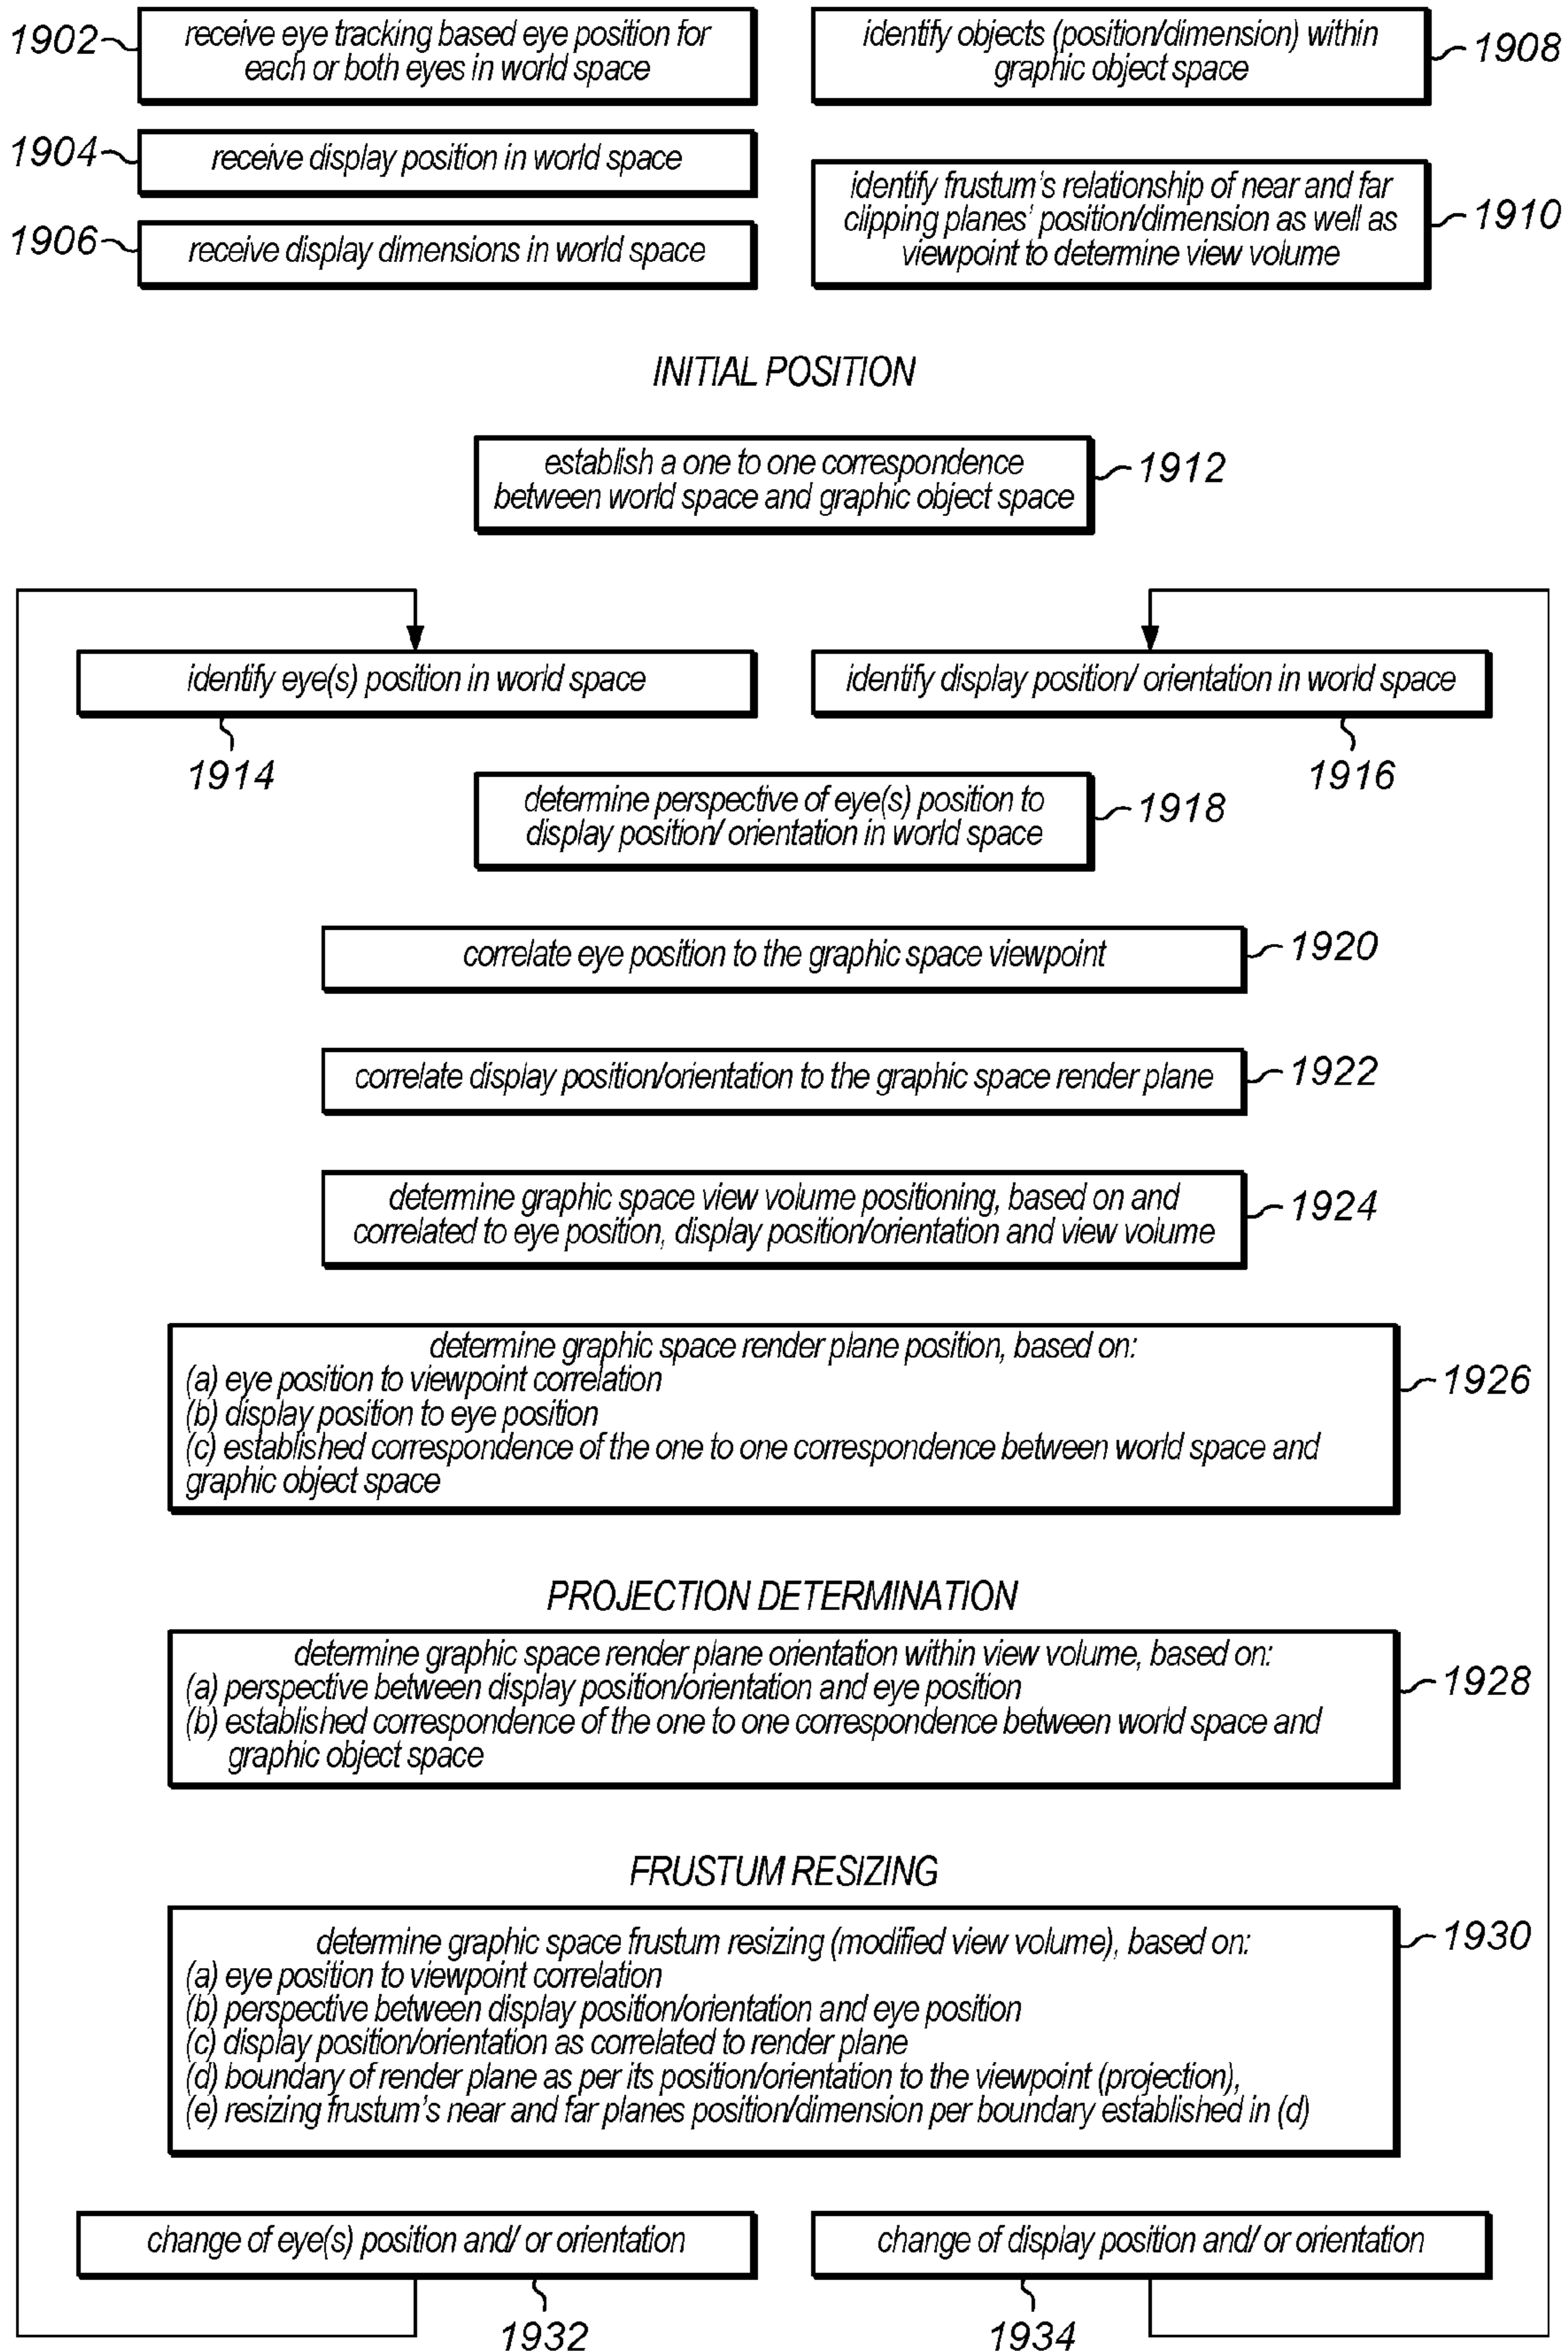 1902
receive eye tracking based eye position for
each or both eyes in world space
1904
receive display position in world space
1906
receive display dimensions in world space
identify objects (position/dimension) within
graphic object space
1908
identify frustum's relationship of near and far
clipping planes' position/dimension as well as
viewpoint to determine view volume
1910
INITIAL POSITION
establish a one to one correspondence
between world space and graphic object space
1912
identify eye(s) position in world space
1914
identify display position/ orientation in world space
1916
determine perspective of eye(s) position to
display position/ orientation in world space
1918
correlate eye position to the graphic space viewpoint
1920
correlate display position/orientation to the graphic space render plane
1922
determine graphic space view volume positioning, based on and
correlated to eye position, display position/orientation and view volume
1924
determine graphic space render plane position, based on:
(a) eye position to viewpoint correlation
(b) display position to eye position
(c) established correspondence of the one to one correspondence between world space and
graphic object space
1926
PROJECTION DETERMINATION
determine graphic space render plane orientation within view volume, based on:
(a) perspective between display position/orientation and eye position
(b) established correspondence of the one to one correspondence between world space and
graphic object space
1928
FRUSTUM RESIZING
determine graphic space frustum resizing (modified view volume), based on:
(a) eye position to viewpoint correlation
(b) perspective between display position/orientation and eye position
(c) display position/orientation as correlated to render plane
(d) boundary of render plane as per its position/orientation to the viewpoint (projection),
(e) resizing frustum's near and far planes position/dimension per boundary established in (d)
1930
change of eye(s) position and/ or orientation
1932
change of display position and/ or orientation
1934